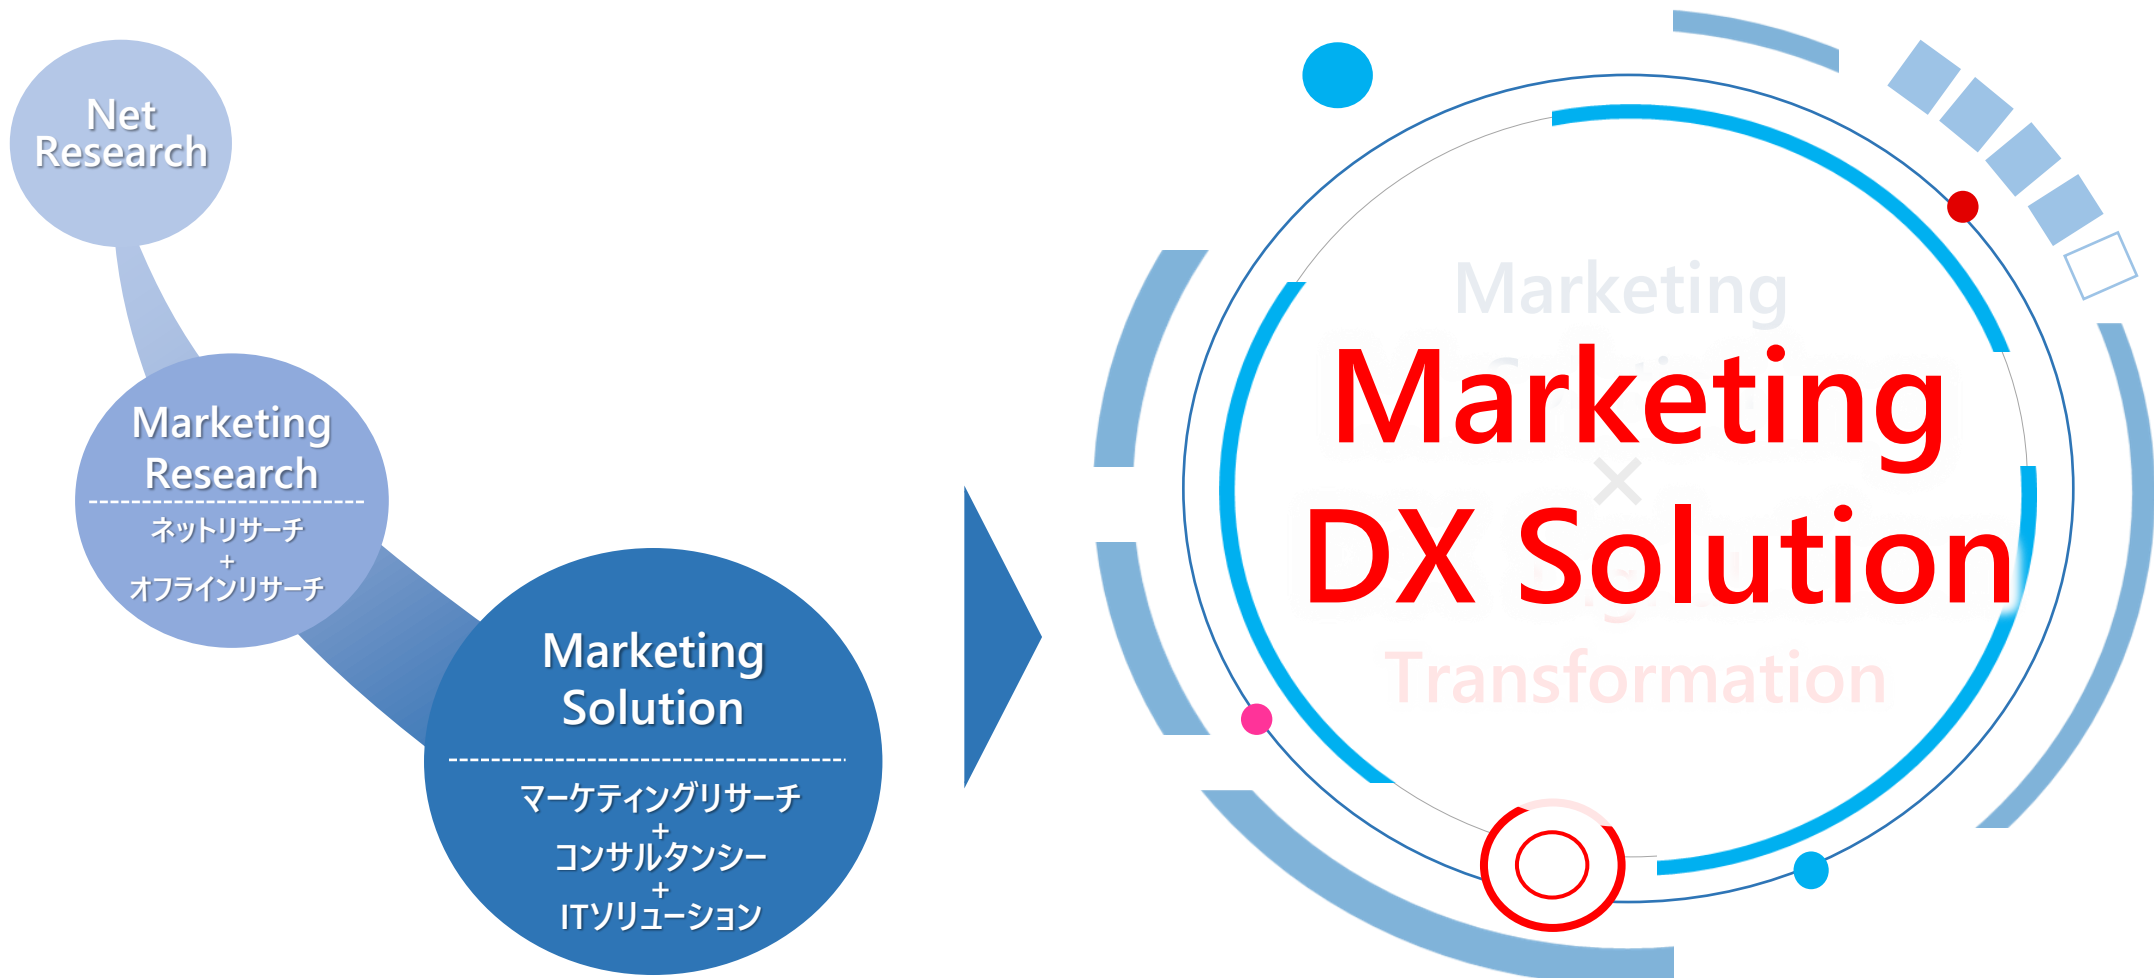 Net
Research
Marketing
Research
ネットリサーチ
+
オフラインリサーチ
Marketing
Solution
マーケティングリサーチ
+
コンサルタンシー
+
ITソリューション
Marketing
Marketing
×
DX Solution
Transformation